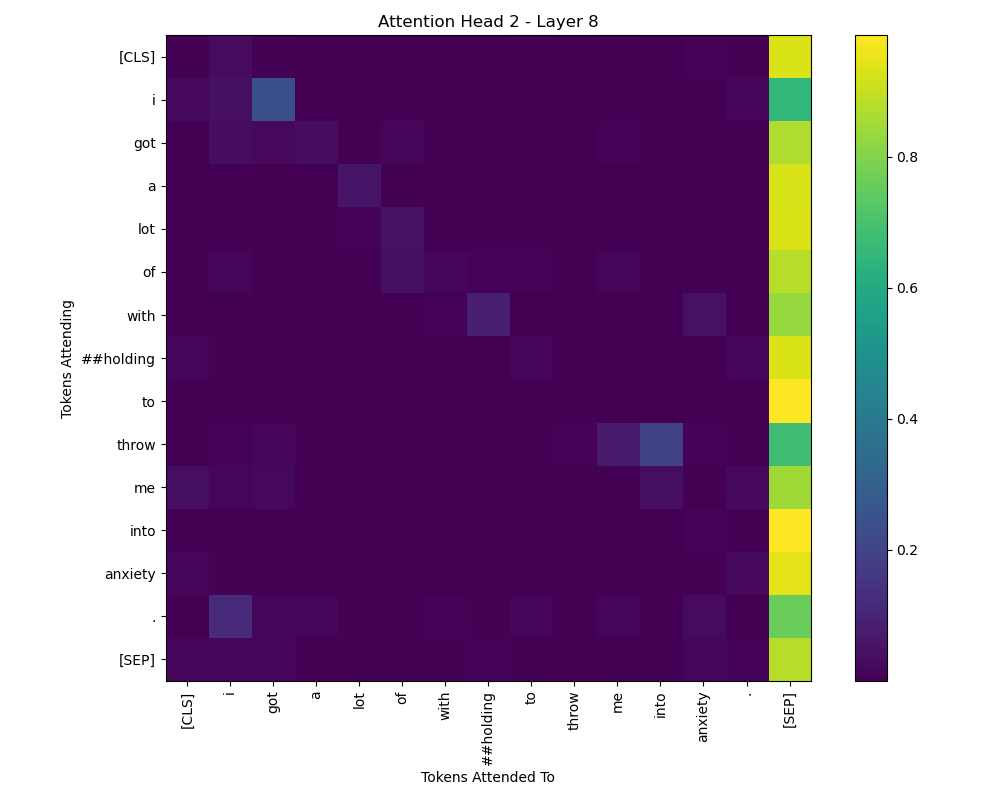 Attention Head 2 - Layer 8
[CLS]
i
got
a
lot
of
with
##holding
to
throw
me
into
anxiety
.
[SEP]
Tokens Attending
[CLS]
i
got
a
lot
of
with
##holding
to
throw
me
into
anxiety
.
[SEP]
Tokens Attended To
0.8
0.6
0.4
0.2